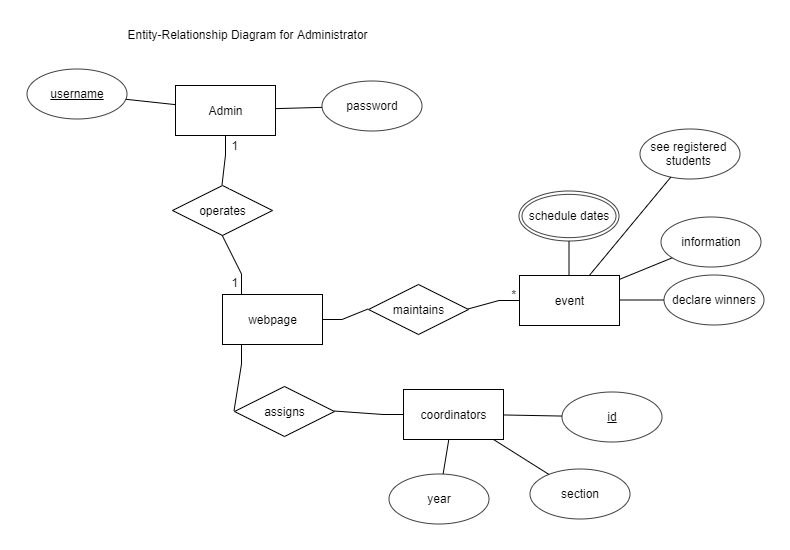 Entity-Relationship Diagram for Administrator
username
Admin
password
1
see registered
students
operates
schedule dates
information
1
*
event
declare winners
webpage
maintains
assigns
coordinators
id
year
section